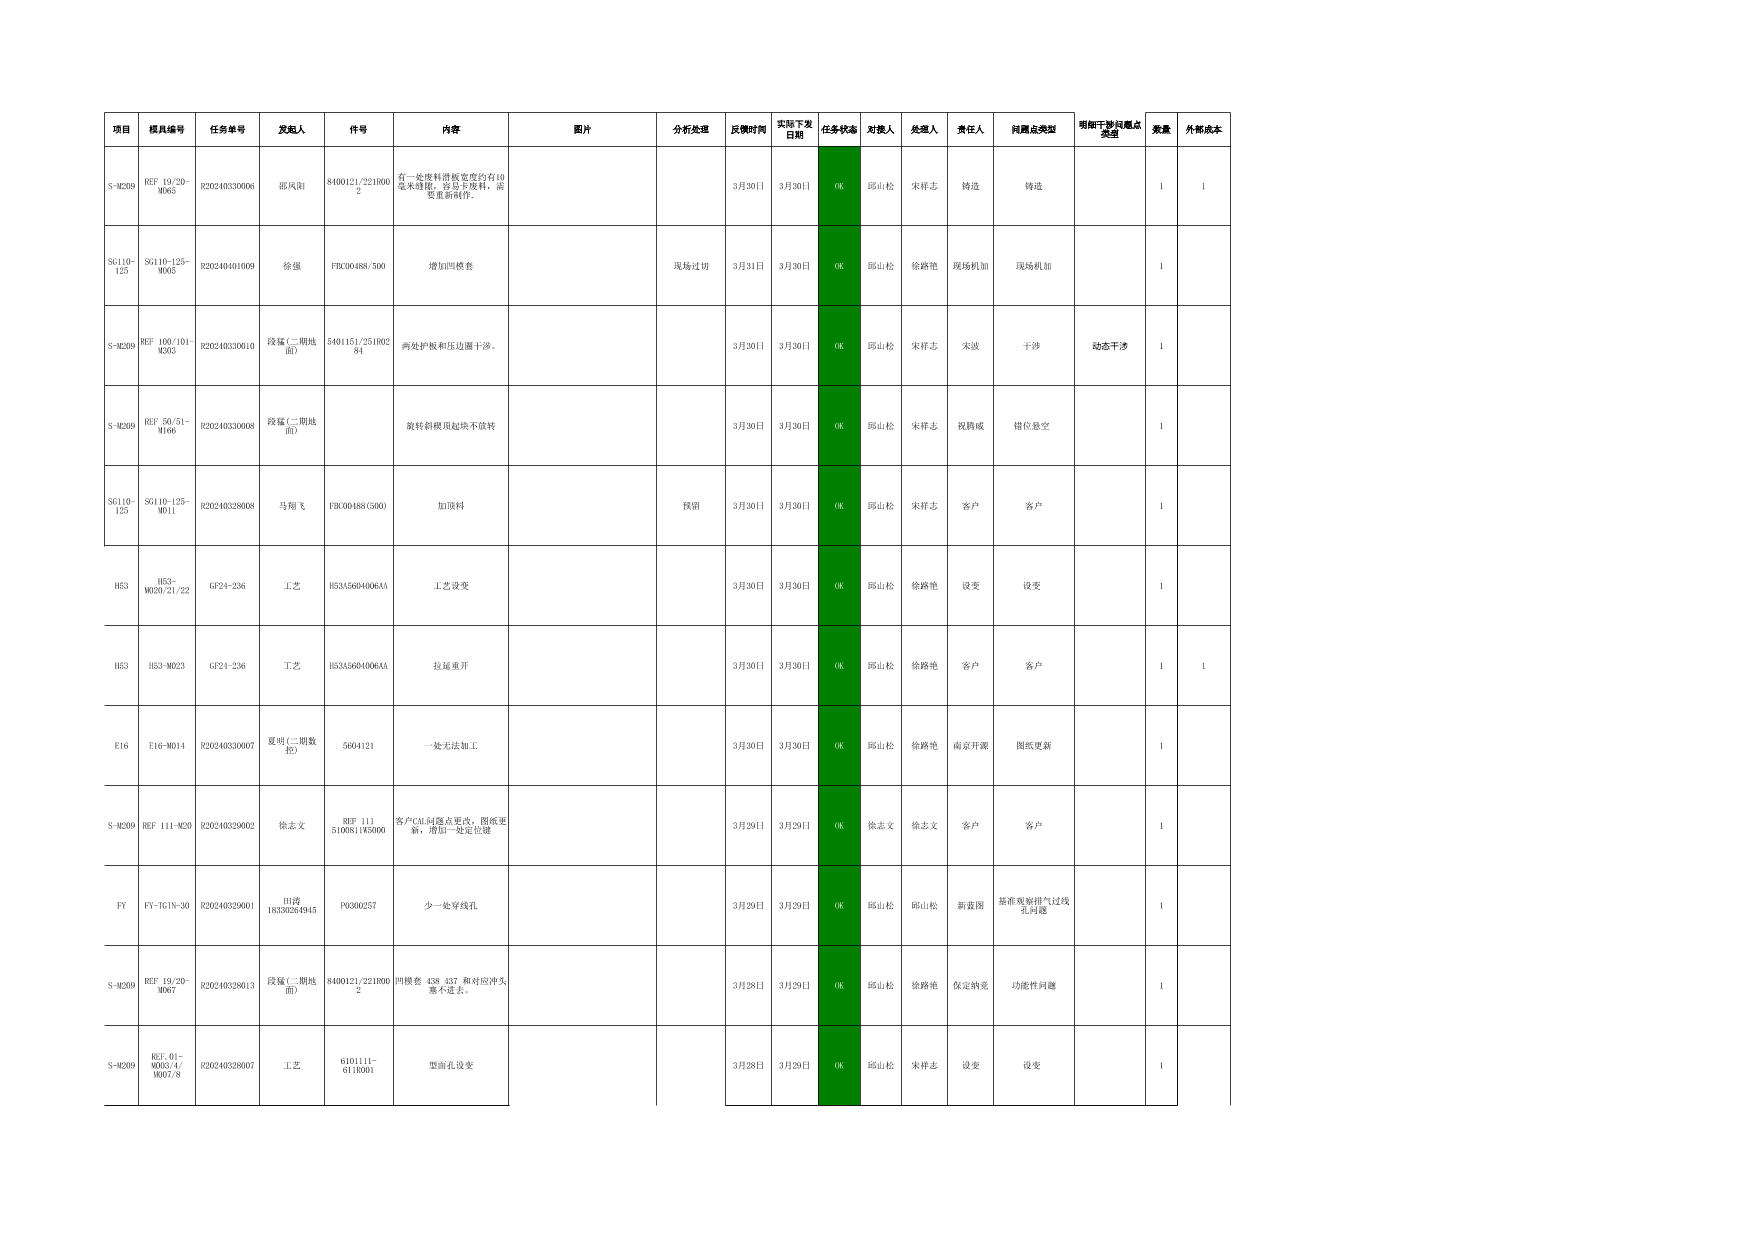 项目 模具编号 任务单号 发起人 件号 内容 图片 分析处理 反馈时间 实际下发日期 任务状态 对接人 处理人 责任人 问题点类型 明细干涉问题点类型 数量 外部成本
S-M209 REF 19/20-M065 R20240330006 邵凤阳 8400121/221R002 有一处废料滑板宽度约有10毫米缝隙，容易卡废料，需要重新制作. 3月30日 3月30日 OK 邱山松 宋祥志 铸造 铸造 1 1
SG110-125 SG110-125-M005 R20240401009 徐强 FBC00488/500 增加凹模套 现场过切 3月31日 3月30日 OK 邱山松 徐路艳 现场机加 现场机加 1
S-M209 REF 100/101-M303 R20240330010 段猛(二期地面) 5401151/251R0284 两处护板和压边圈干涉。 3月30日 3月30日 OK 邱山松 宋祥志 宋波 干涉 动态干涉 1
S-M209 REF 50/51-M166 R20240330008 段猛(二期地面) 旋转斜楔顶起块不放转 3月30日 3月30日 OK 邱山松 宋祥志 祝腾威 错位悬空 1
SG110-125 SG110-125-M011 R20240328008 马翔飞 FBC00488(500) 加顶料 预留 3月30日 3月30日 OK 邱山松 宋祥志 客户 客户 1
H53 H53-M020/21/22 GF24-236 工艺 H53A5604006AA 工艺设变 3月30日 3月30日 OK 邱山松 徐路艳 设变 设变 1
H53 H53-M023 GF24-236 工艺 H53A5604006AA 拉延重开 3月30日 3月30日 OK 邱山松 徐路艳 客户 客户 1 1
E16 E16-M014 R20240330007 夏明(二期数控) 5604121 一处无法加工 3月30日 3月30日 OK 邱山松 徐路艳 南京开源 图纸更新 1
S-M209 REF 111-M20 R20240329002 徐志文 REF 111 5100811W5000 客户CAL问题点更改，图纸更新，增加一处定位键 3月29日 3月29日 OK 徐志文 徐志文 客户 客户 1
FY FY-TGTN-30 R20240329001 田涛 18330264945 P0300257 少一处穿线孔 3月29日 3月29日 OK 邱山松 邱山松 新蓝图 基准观察排气过线孔问题 1
S-M209 REF 19/20-M067 R20240328013 段猛(二期地面) 8400121/221R002 凹模套 438 437 和对应冲头塞不进去。 3月28日 3月29日 OK 邱山松 徐路艳 保定纳竞 功能性问题 1
S-M209 REF.01-M003/4/M007/8 R20240328007 工艺 6101111-611R001 型面孔设变 3月28日 3月29日 OK 邱山松 宋祥志 设变 设变 1